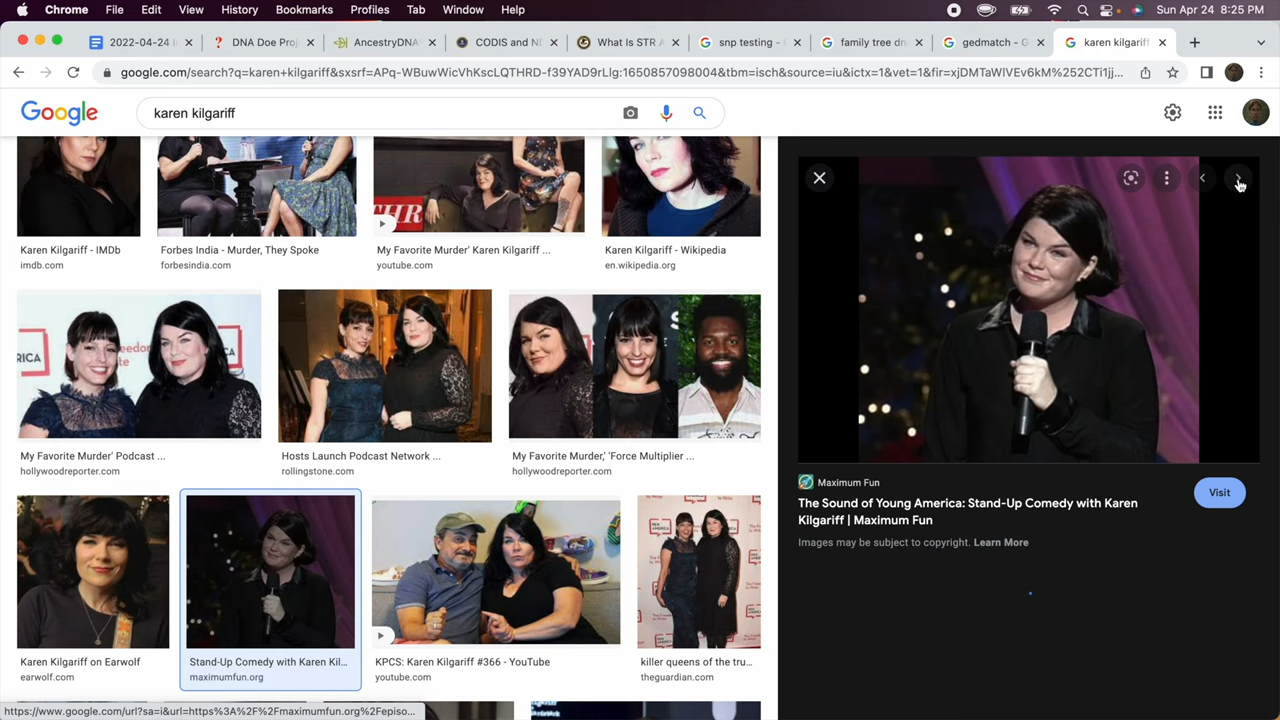 Chrome File Edit View History Bookmarks Profiles Tab Window Help Sun Apr 24 8:25 PM
2022-04-24 I DNA Doe Proj AncestryDNA CODIS and ND What Is STR A snp testing - G family tree dn gedmatch - G karen kilgariff
google.com/search?q=karen+kilgariff&sxsrf=APq-WBuwWicVhKscLQTHRD-f39YAD9rLIg:1650857098004&tbm=isch&source=iu&ictx=1&vet=1&fir=xjDMTaWlVEv6kM%252CTi1jj...
Google karen kilgariff
Karen Kilgariff - IMDb
imdb.com
Forbes India - Murder, They Spoke
forbesindia.com
My Favorite Murder' Karen Kilgariff ...
youtube.com
Karen Kilgariff - Wikipedia
en.wikipedia.org
My Favorite Murder' Podcast ...
hollywoodreporter.com
Hosts Launch Podcast Network ...
rollingstone.com
My Favorite Murder,' 'Force Multiplier ...
hollywoodreporter.com
Karen Kilgariff on Earwolf
earwolf.com
Stand-Up Comedy with Karen Kil...
maximumfun.org
KPCS: Karen Kilgariff #366 - YouTube
youtube.com
killer queens of the tru...
theguardian.com
Maximum Fun
The Sound of Young America: Stand-Up Comedy with Karen
Kilgariff | Maximum Fun
Visit
Images may be subject to copyright. Learn More
https://www.google.com/url?sa=i&url=https%3A%2F%2Fmaximumfun.org%2Fepiso...